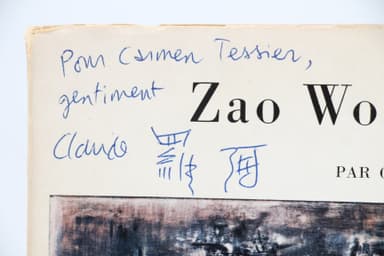 Pour Carmen Tessier,
gentiment
Zao Wo
Claude
PAR